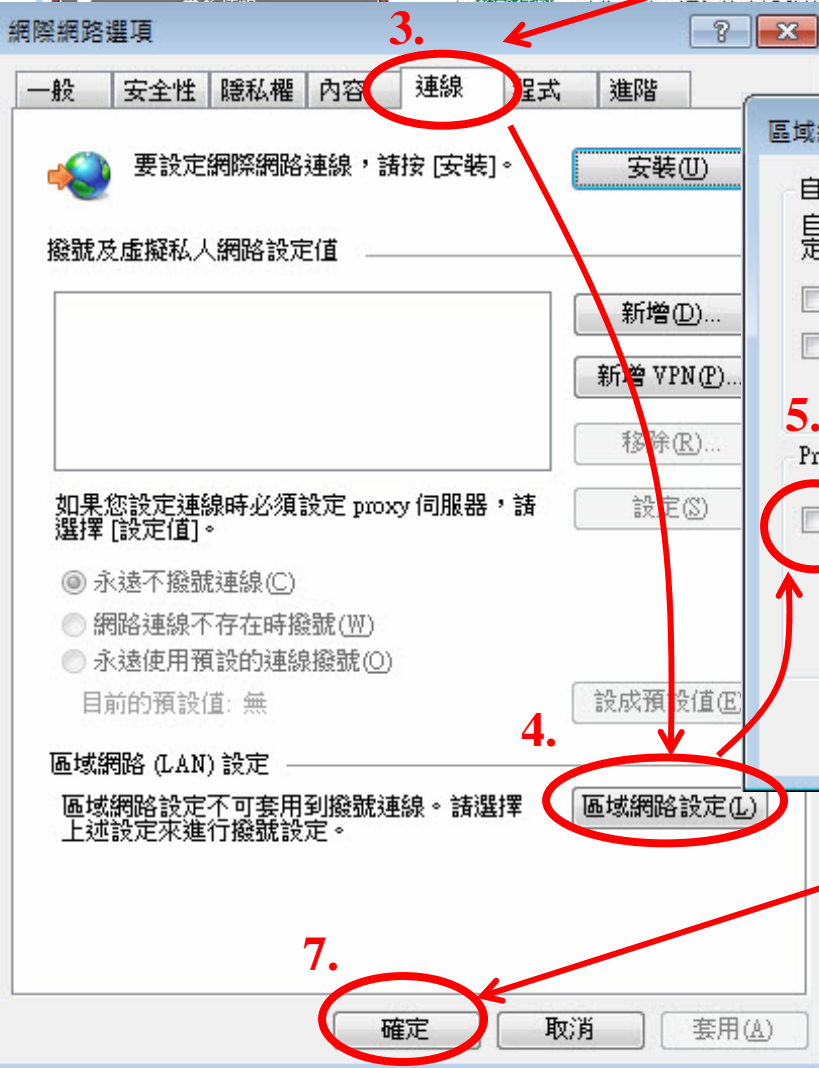 網際網路選項
3.
一般
安全性
隱私權
內容
連線
程式
進階
要設定網際網路連線，請按 [安裝]。
安裝(U)
撥號及虛擬私人網路設定值
新增(D)...
新增 VPN(P)...
移除(R)...
如果您設定連線時必須設定 proxy 伺服器，請
選擇 [設定值]。
設定(S)
永遠不撥號連線(C)
網路連線不存在時撥號(W)
永遠使用預設的連線撥號(O)
目前的預設值: 無
設成預設值(E
4.
區域網路 (LAN) 設定
區域網路設定不可套用到撥號連線。請選擇
上述設定來進行撥號設定。
區域網路設定(L)
7.
確定
取消
套用(A)
區域
自
自
定
5.
Pr